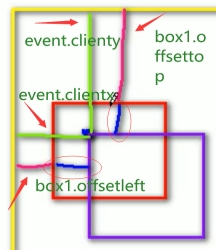 event.clienty
box1.o
ffsetto
p
event.clientx
box1.offsetleft